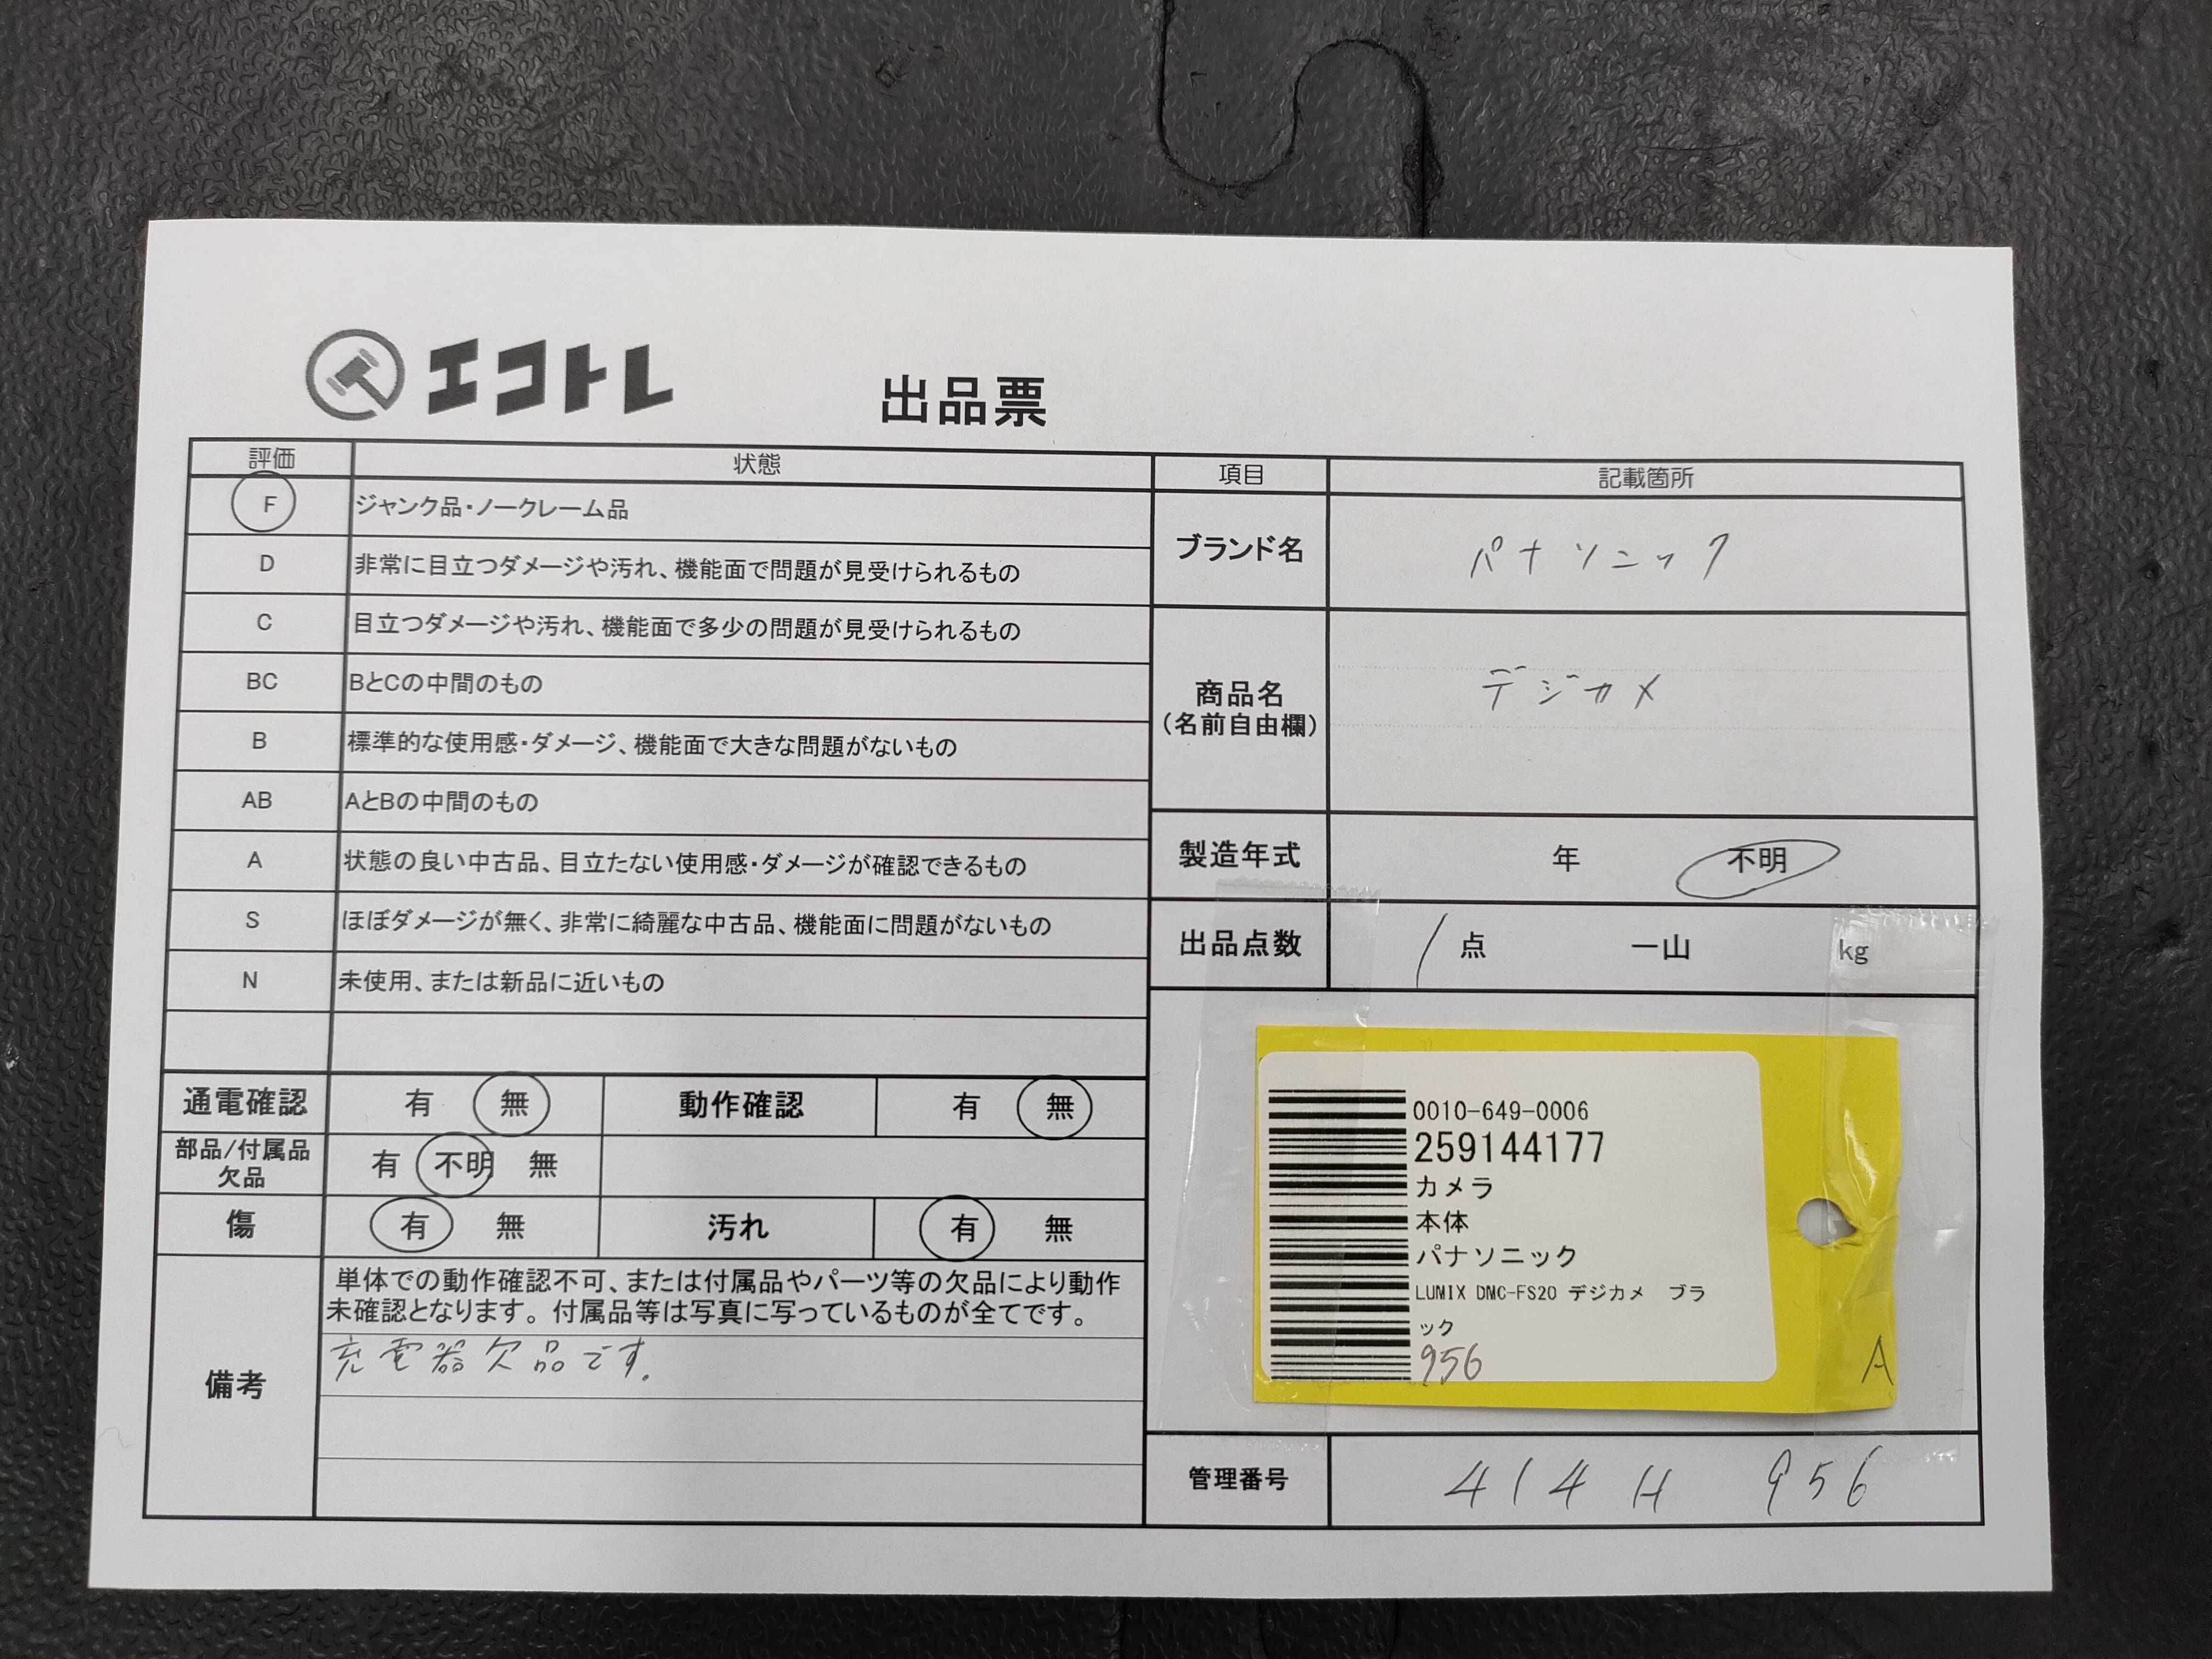 エコトレ
出品票
評価 状態
F ジャンク品・ノークレーム品
D 非常に目立つダメージや汚れ、機能面で問題が見受けられるもの
C 目立つダメージや汚れ、機能面で多少の問題が見受けられるもの
BC BとCの中間のもの
B 標準的な使用感・ダメージ、機能面で大きな問題がないもの
AB AとBの中間のもの
A 状態の良い中古品、目立たない使用感・ダメージが確認できるもの
S ほぼダメージが無く、非常に綺麗な中古品、機能面に問題がないもの
N 未使用、または新品に近いもの
通電確認 有 無 動作確認 有 無
部品/付属品
欠品 有 不明 無
傷 有 無 汚れ 有 無
備考
単体での動作確認不可、または付属品やパーツ等の欠品により動作
未確認となります。付属品等は写真に写っているものが全てです。
充電器欠品です。
項目 記載箇所
ブランド名 パナソニック
商品名
(名前自由欄) デジカメ
製造年式 年 不明
出品点数 1点 一山 kg
0010-649-0006
259144177
カメラ
本体
パナソニック
LUMIX DMC-FS20 デジカメ ブラ
ック
956
A
管理番号 414H 956